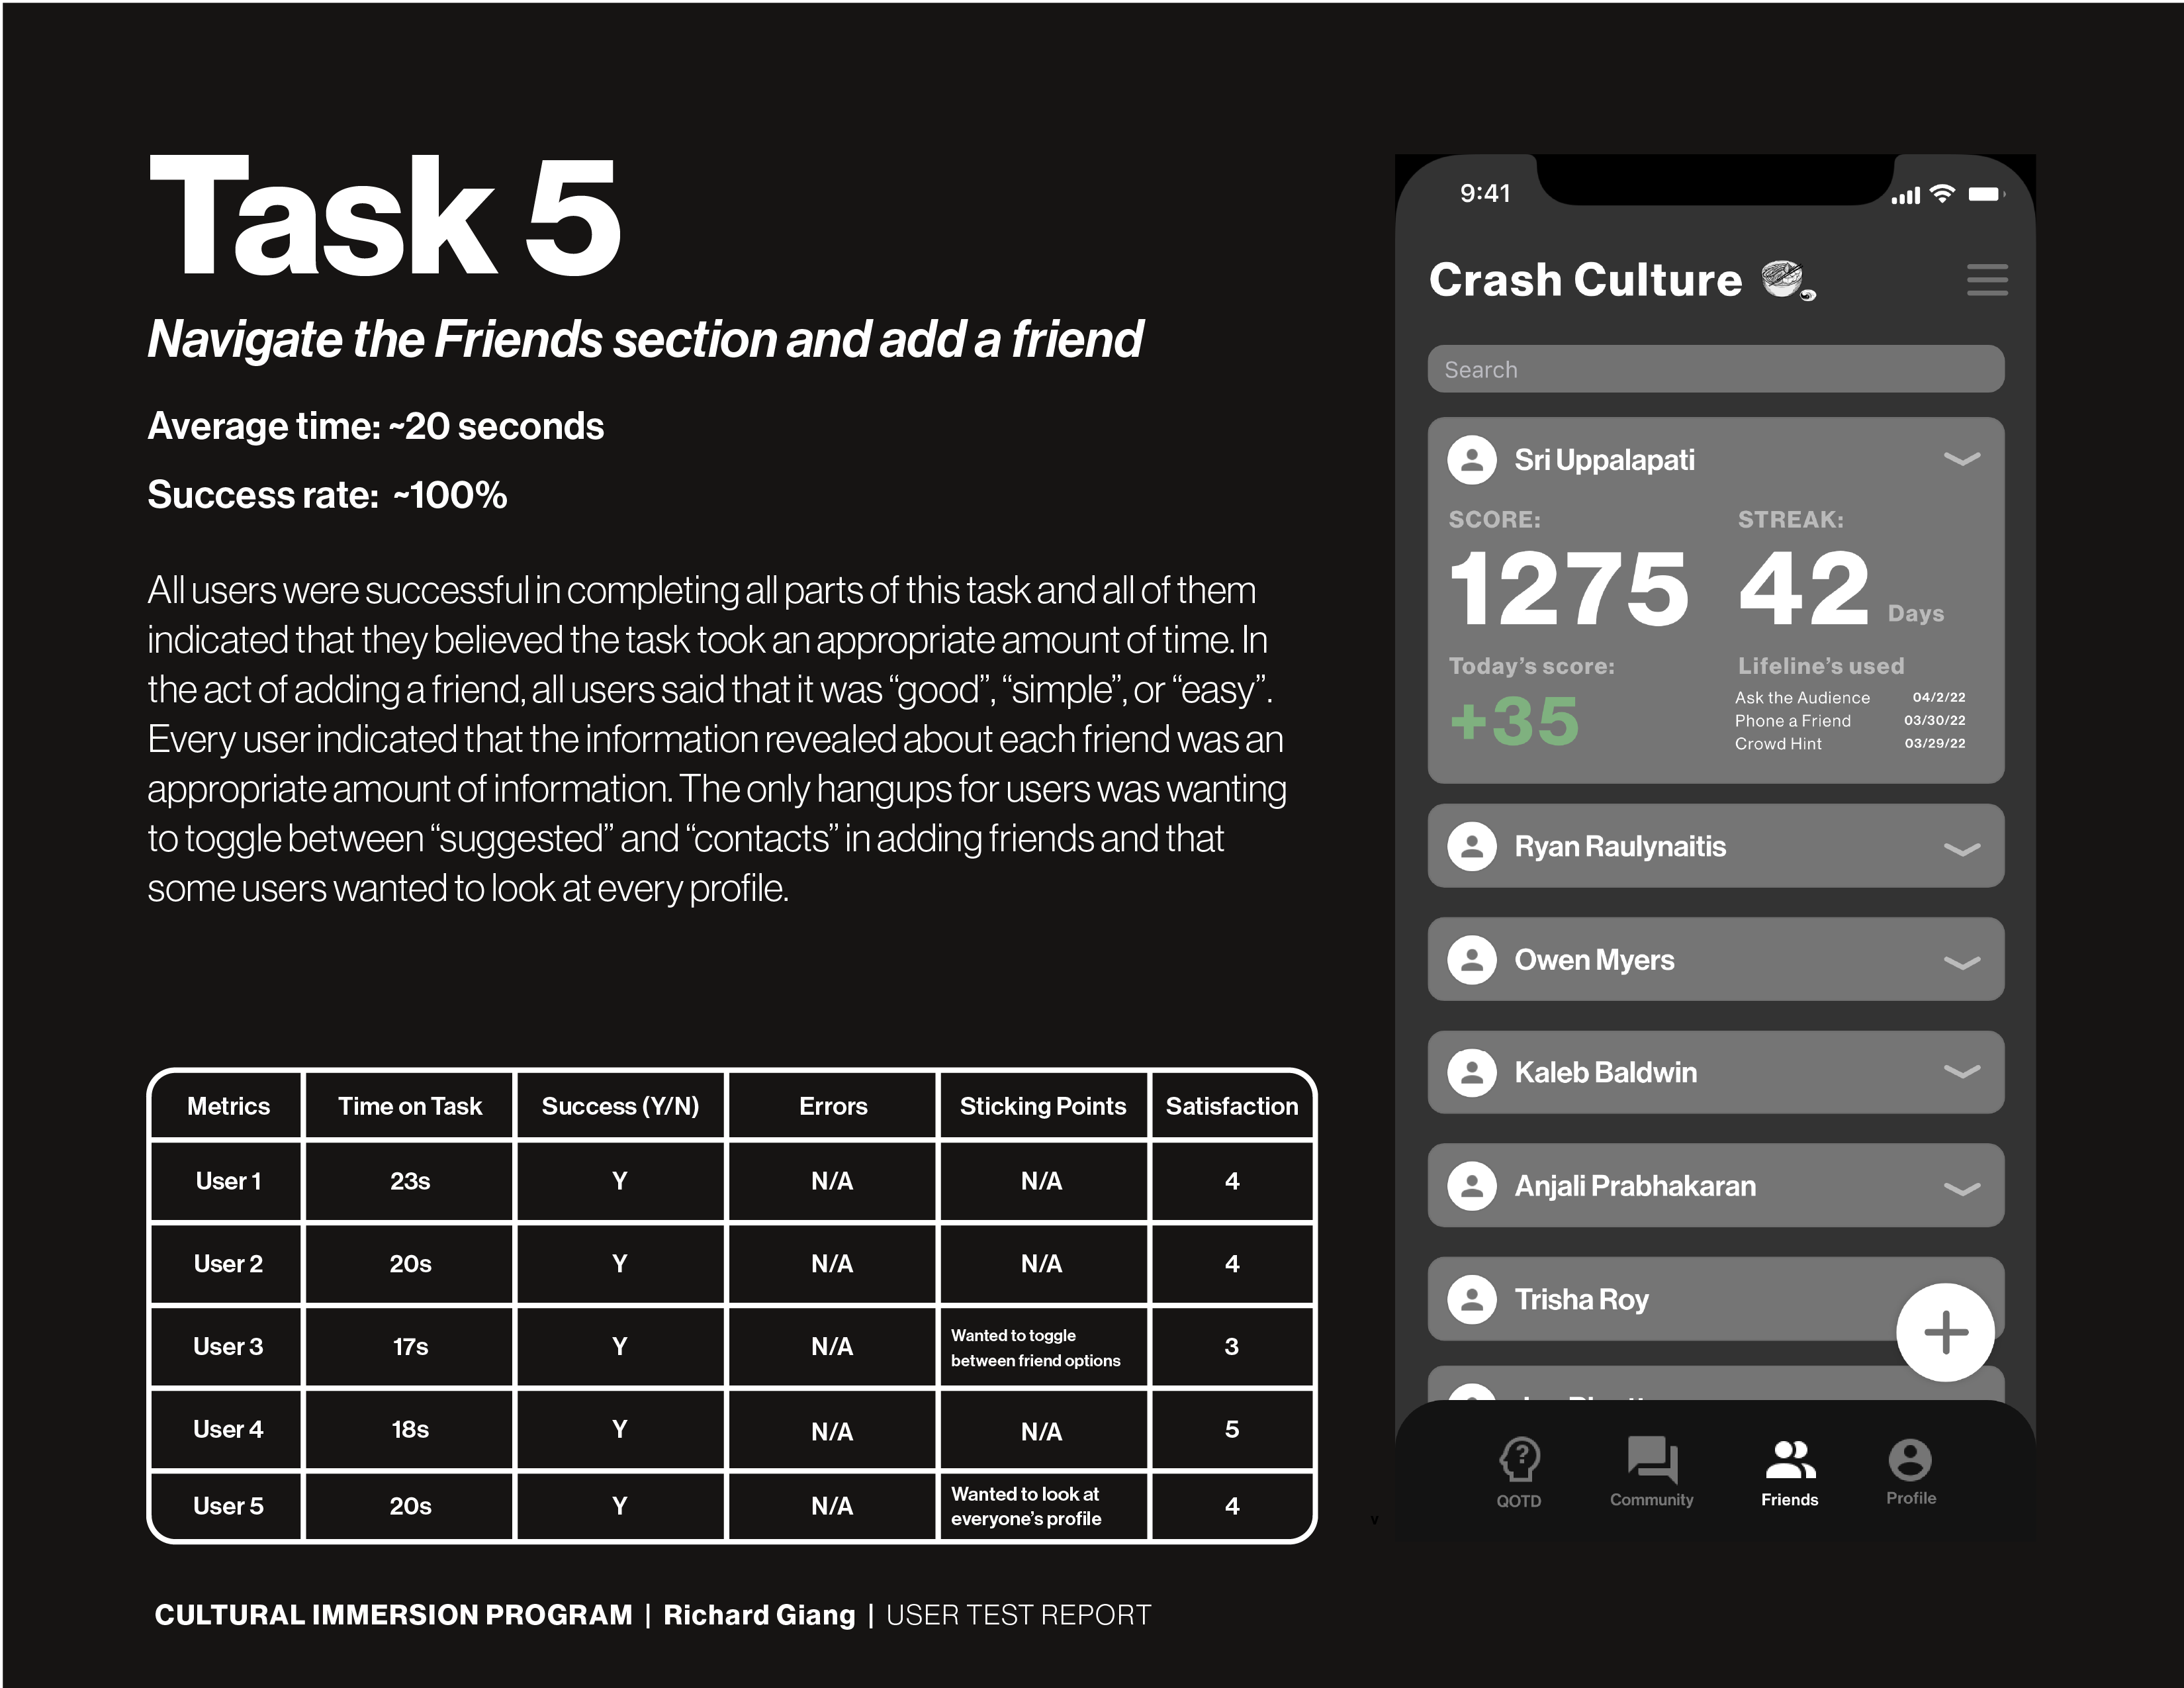 Task 5
Navigate the Friends section and add a friend
Average time: ~20 seconds
Success rate: ~100%
All users were successful in completing all parts of this task and all of them
indicated that they believed the task took an appropriate amount of time. In
the act of adding a friend, all users said that it was “good”, “simple”, or “easy”.
Every user indicated that the information revealed about each friend was an
appropriate amount of information. The only hangups for users was wanting
to toggle between “suggested” and “contacts” in adding friends and that
some users wanted to look at every profile.
Metrics Time on Task Success (Y/N) Errors Sticking Points Satisfaction
User 1 23s Y N/A N/A 4
User 2 20s Y N/A N/A 4
User 3 17s Y N/A Wanted to toggle between friend options 3
User 4 18s Y N/A N/A 5
User 5 20s Y N/A Wanted to look at everyone’s profile 4
CULTURAL IMMERSION PROGRAM | Richard Giang | USER TEST REPORT
9:41
Crash Culture
Search
Sri Uppalapati
SCORE: STREAK:
1275 42 Days
Today’s score: Lifeline’s used
+35
Ask the Audience 04/2/22
Phone a Friend 03/30/22
Crowd Hint 03/29/22
Ryan Raulynaitis
Owen Myers
Kaleb Baldwin
Anjali Prabhakaran
Trisha Roy
QOTD Community Friends Profile
v